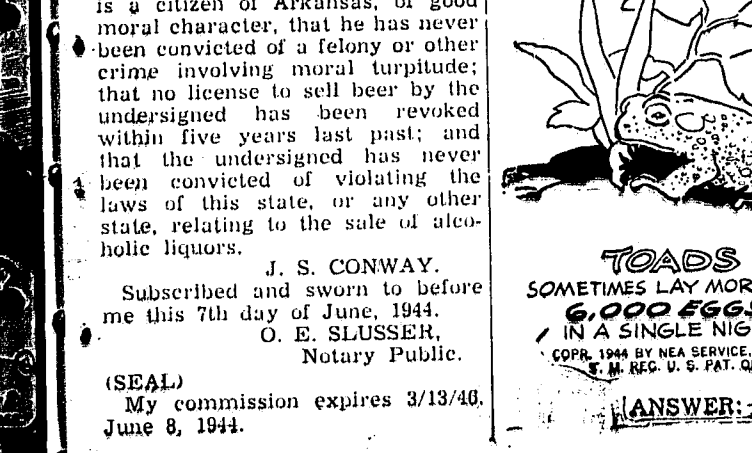 is a citizen of Arkansas, of good
moral character, that he has never
been convicted of a felony or other
crime involving moral turpitude;
that no license to sell beer by the
undersigned has been revoked
within five years last past; and
that the undersigned has never
been convicted of violating the
laws of this state, or any other
state, relating to the sale of alco-
holic liquors.
J. S. CONWAY.
Subscribed and sworn to before
me this 7th day of June, 1944.
O. E. SLUSSER,
Notary Public.
(SEAL)
My commission expires 3/13/46.
June 8, 1944.
TOADS
SOMETIMES LAY MOR
6,000 EGGS
IN A SINGLE NIG
COPR. 1944 BY NEA SERVICE,
T. M. REG. U. S. PAT. O
ANSWER: